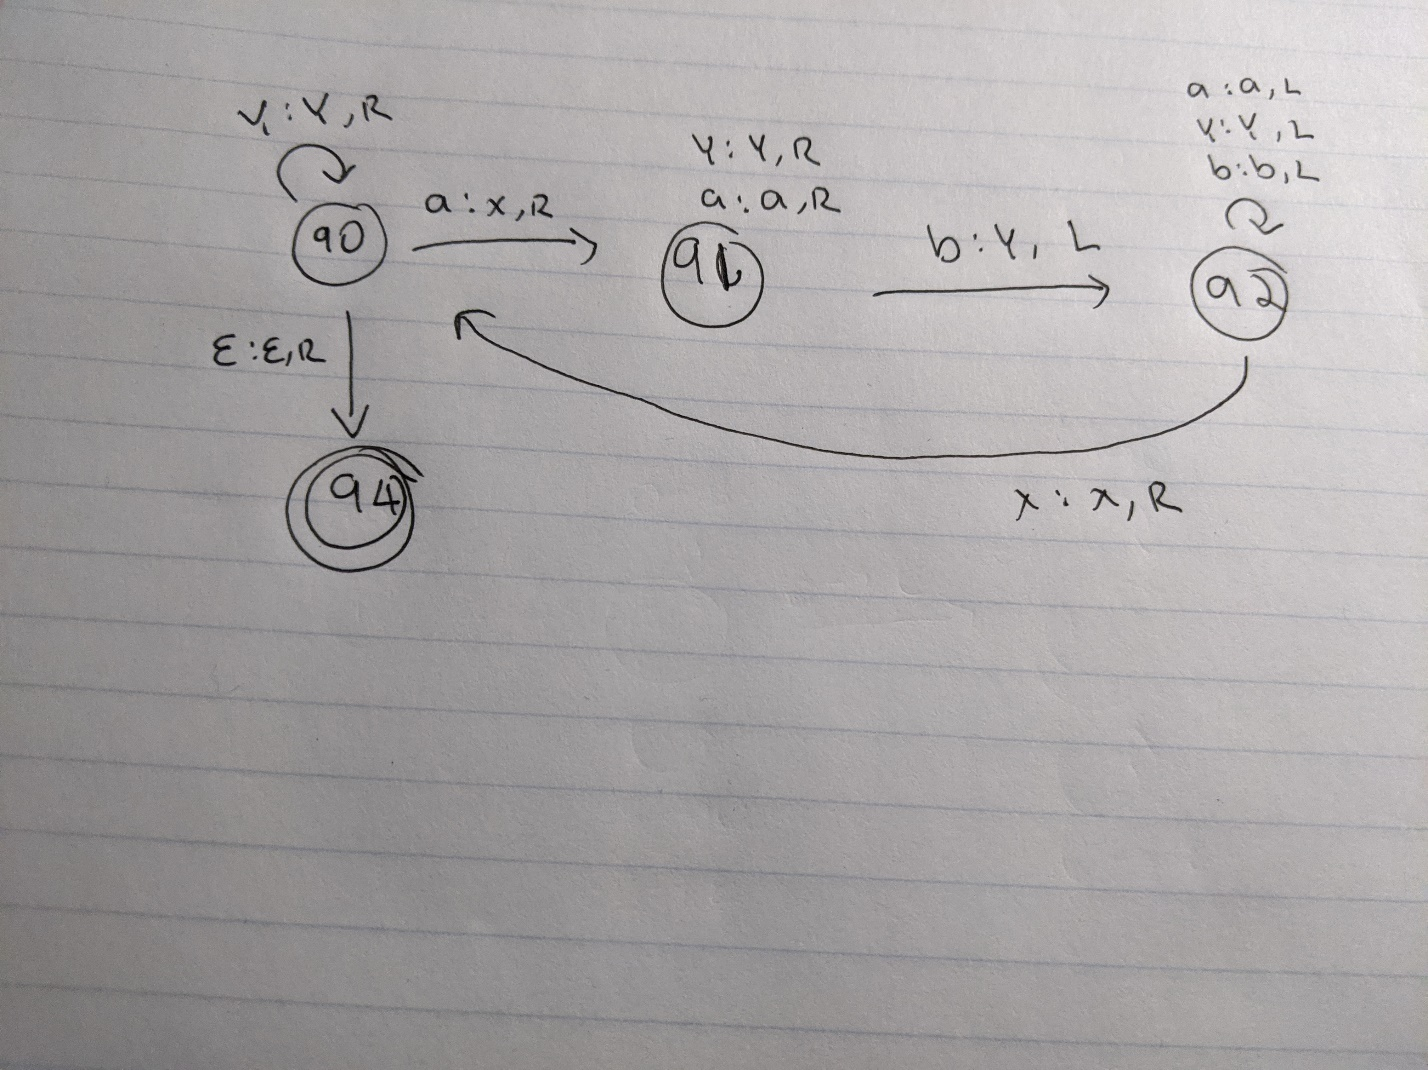 Y:Y,R
q0
a:x,R
Y:Y,R
a:a,R
q1
b:Y, L
a:a,L
Y:Y,L
b:b,L
q2
ε:ε,R
x:x,R
q4